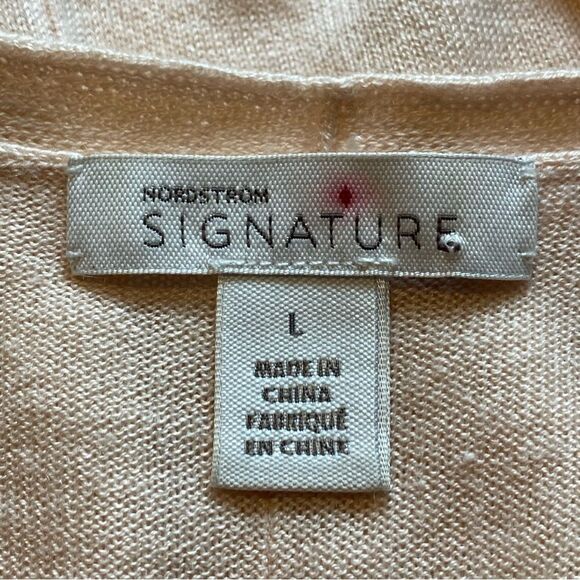 NORDSTROM
SIGNATURE
L
MADE IN
CHINA
FABRIQUÉ
EN CHINE